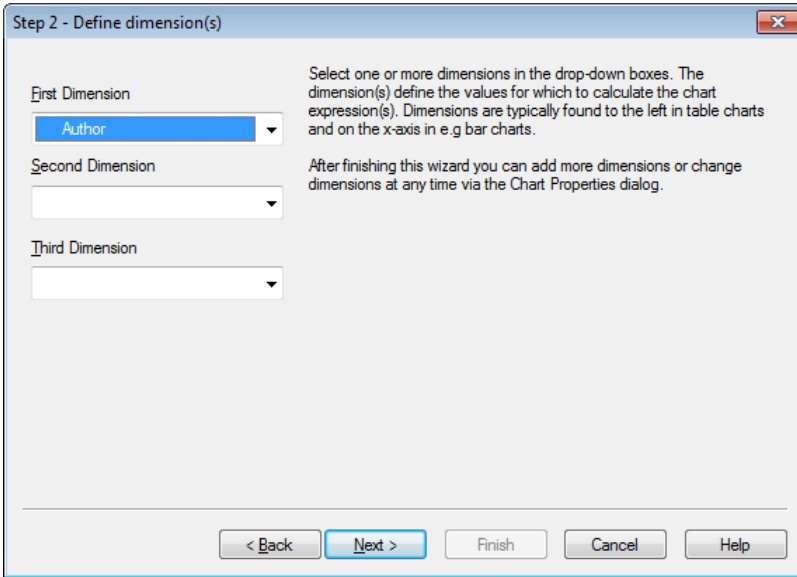 Step 2 - Define dimension(s)
First Dimension
Author
Second Dimension
Third Dimension
Select one or more dimensions in the drop-down boxes. The
dimension(s) define the values for which to calculate the chart
expression(s). Dimensions are typically found to the left in table charts
and on the x-axis in e.g bar charts.
After finishing this wizard you can add more dimensions or change
dimensions at any time via the Chart Properties dialog.
< Back
Next >
Finish
Cancel
Help